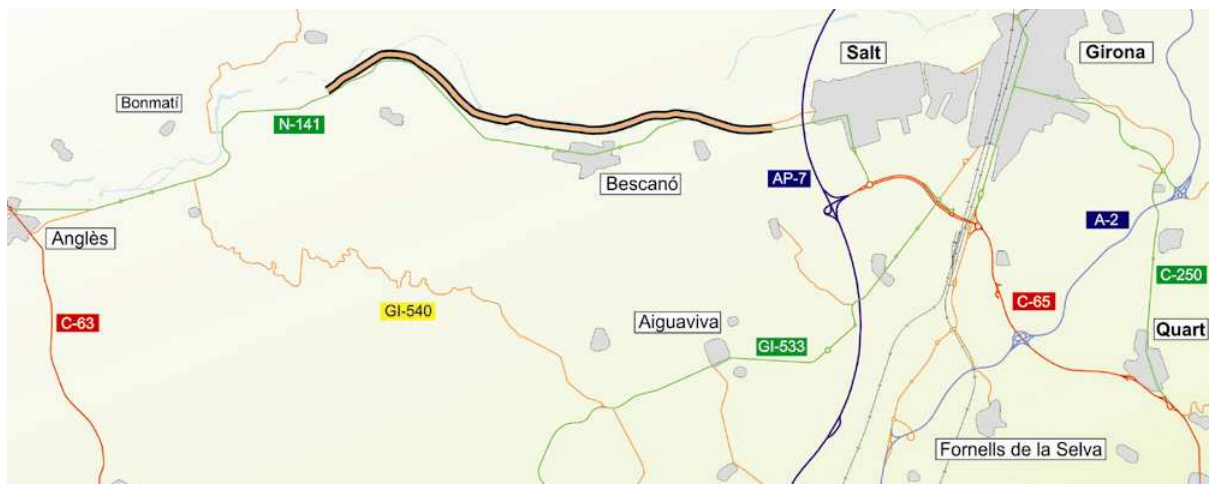 Salt
Girona
Bonmatí
N-141
Bescanó
AP-7
A-2
Anglès
C-250
C-63
GI-540
Aiguaviva
GI-533
C-65
Quart
Fornells de la Selva